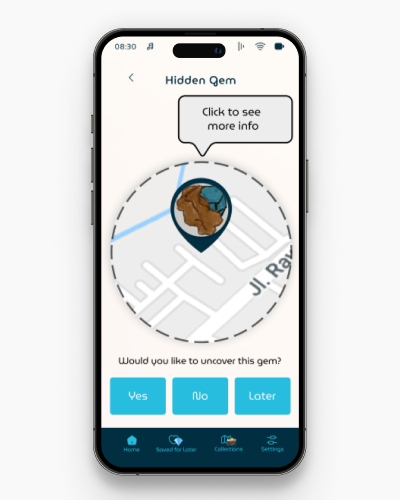 08:30
Hidden Gem
Click to see
more info
Jl. Ray
Would you like to uncover this gem?
Yes
No
Later
Home
Saved for Later
Collections
Settings